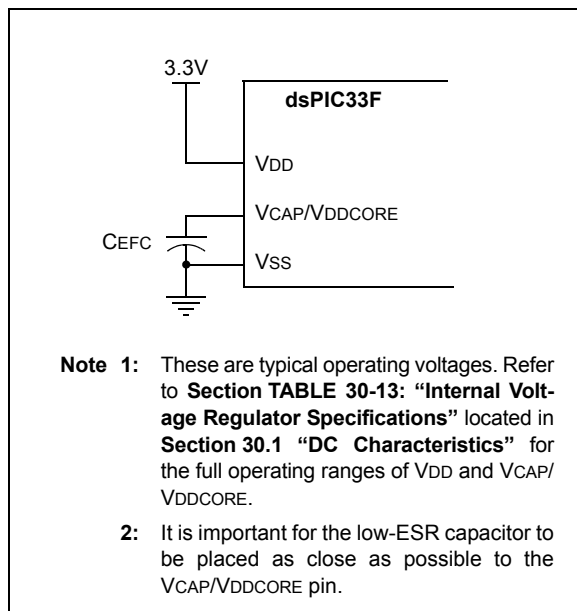 3.3V
dsPIC33F
VDD
VCAP/VDDCORE
CEFC
VSS
Note 1: These are typical operating voltages. Refer
to Section TABLE 30-13: “Internal Volt-
age Regulator Specifications” located in
Section 30.1 “DC Characteristics” for
the full operating ranges of VDD and VCAP/
VDDCORE.
2: It is important for the low-ESR capacitor to
be placed as close as possible to the
VCAP/VDDCORE pin.